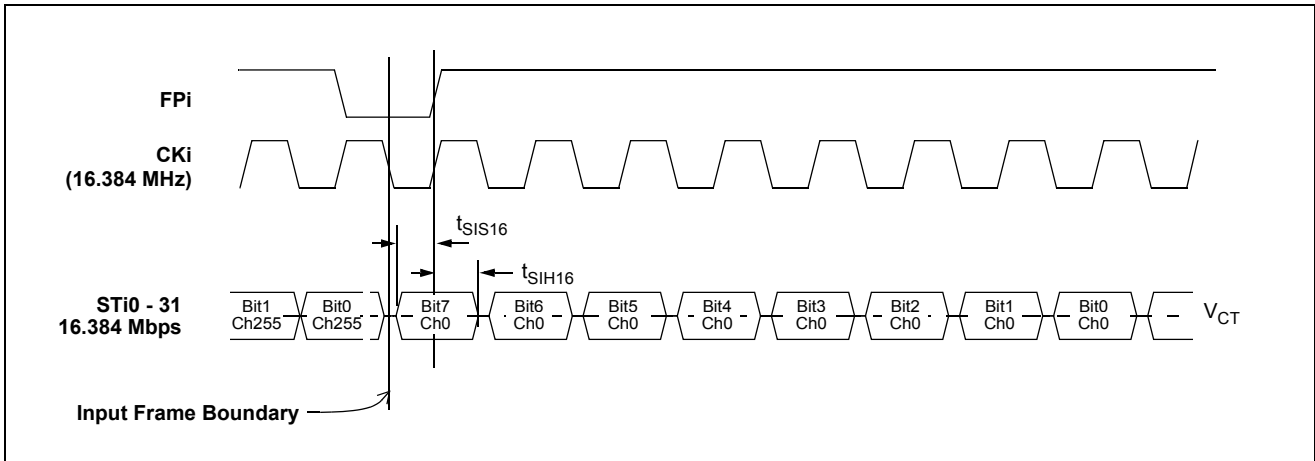 FPi
CKi
(16.384 MHz)
tSIS16
tSIH16
STi0 - 31
16.384 Mbps
Bit1
Ch255
Bit0
Ch255
Bit7
Ch0
Bit6
Ch0
Bit5
Ch0
Bit4
Ch0
Bit3
Ch0
Bit2
Ch0
Bit1
Ch0
Bit0
Ch0
VCT
Input Frame Boundary